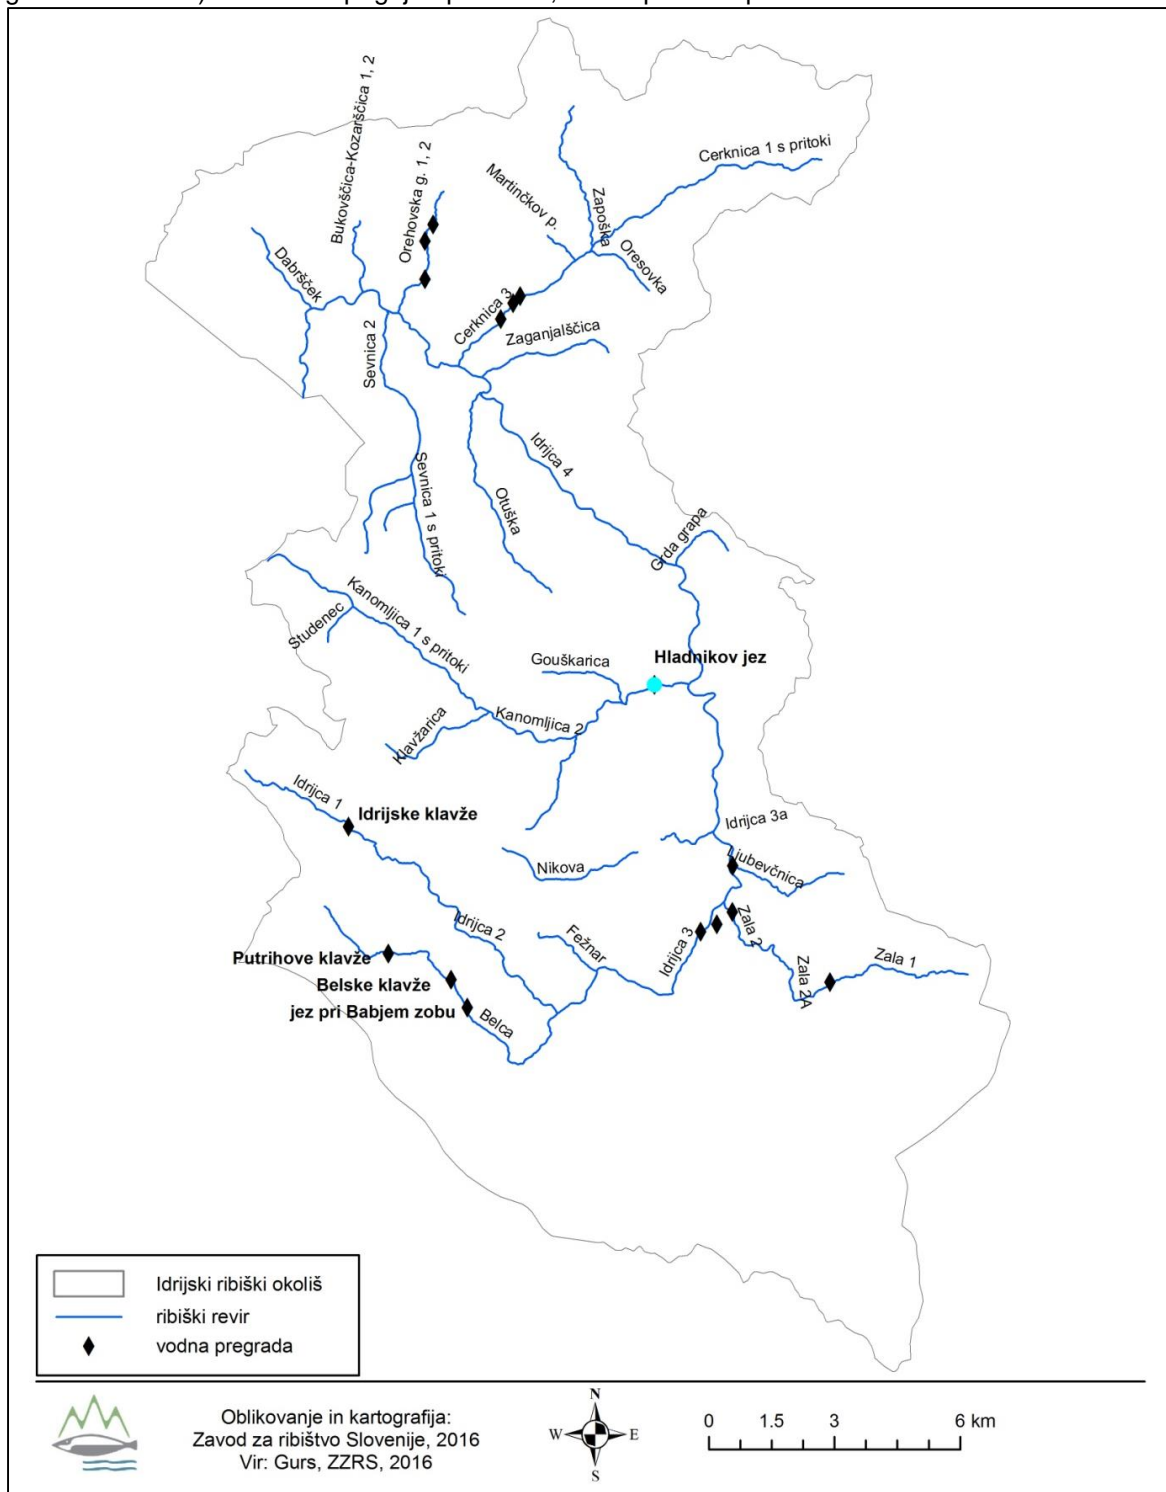 Bukovščica-Kozarščica 1, 2
Orehovska g. 1, 2
Martinčkov p.
Zapoška
Cerknica 1 s pritoki
Oresovka
Dabršček
Sevnica 2
Cerknica 3
Zaganjalščica
Idrijca 4
Sevnica 1 s pritoki
Otuška
Grda grapa
Kanomljica 1 s pritoki
Studenec
Gouškarica
Hladnikov jez
Klavžarica
Kanomljica 2
Idrijca 1
Idrijske klavže
Idrijca 3a
Nikova
Ljubevčnica
Idrijca 2
Fežnar
Idrijca 3
Zala 2
Zala 2A
Zala 1
Putrihove klavže
Belske klavže
jez pri Babjem zobu
Belca
Idrijski ribiški okoliš
ribiški revir
vodna pregrada
Oblikovanje in kartografija:
Zavod za ribištvo Slovenije, 2016
Vir: Gurs, ZZRS, 2016
N
W E
S
0 1.5 3 6 km